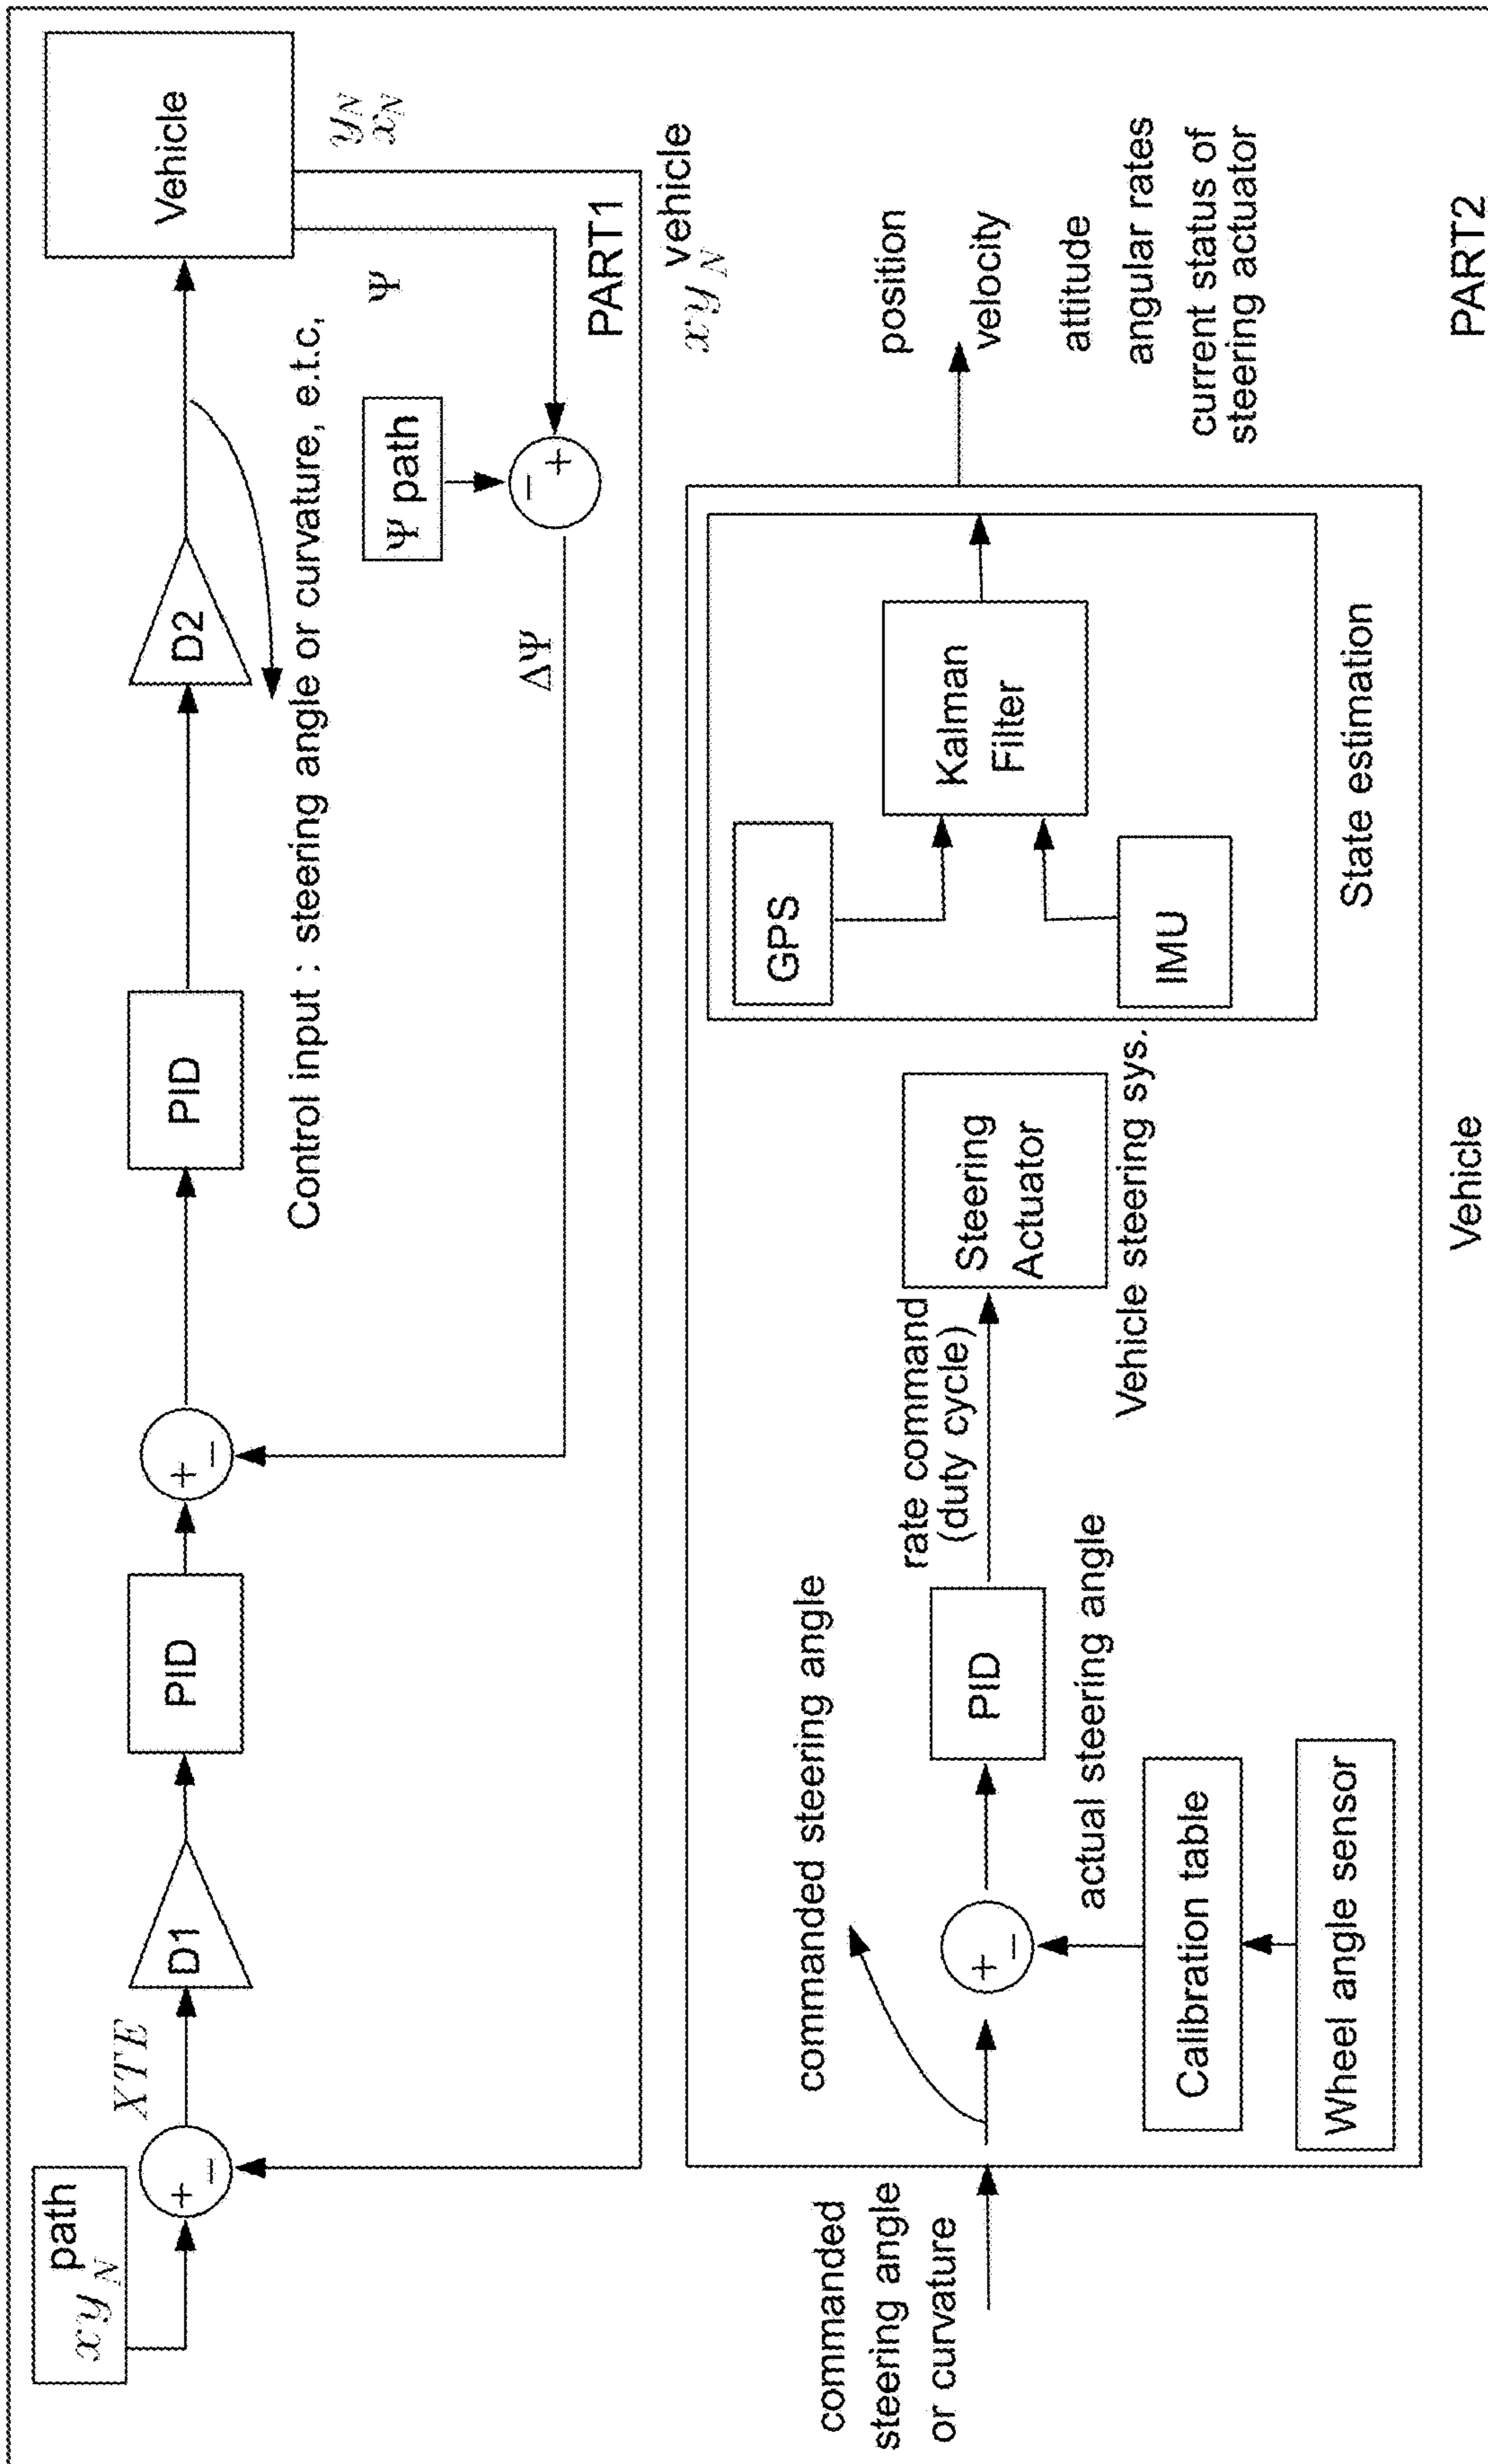 path
xy_N
XTE
D1
PID
PID
D2
Vehicle
Control input : steering angle or curvature, e.t.c,
y_N
x_N
Ψ
Ψ path
ΔΨ
PART1
vehicle
xy_N
commanded
steering angle
or curvature
commanded steering angle
PID
rate command
(duty cycle)
actual steering angle
Calibration table
Wheel angle sensor
Steering
Actuator
Vehicle steering sys.
GPS
IMU
Kalman
Filter
State estimation
position
velocity
attitude
angular rates
current status of
steering actuator
Vehicle
PART2